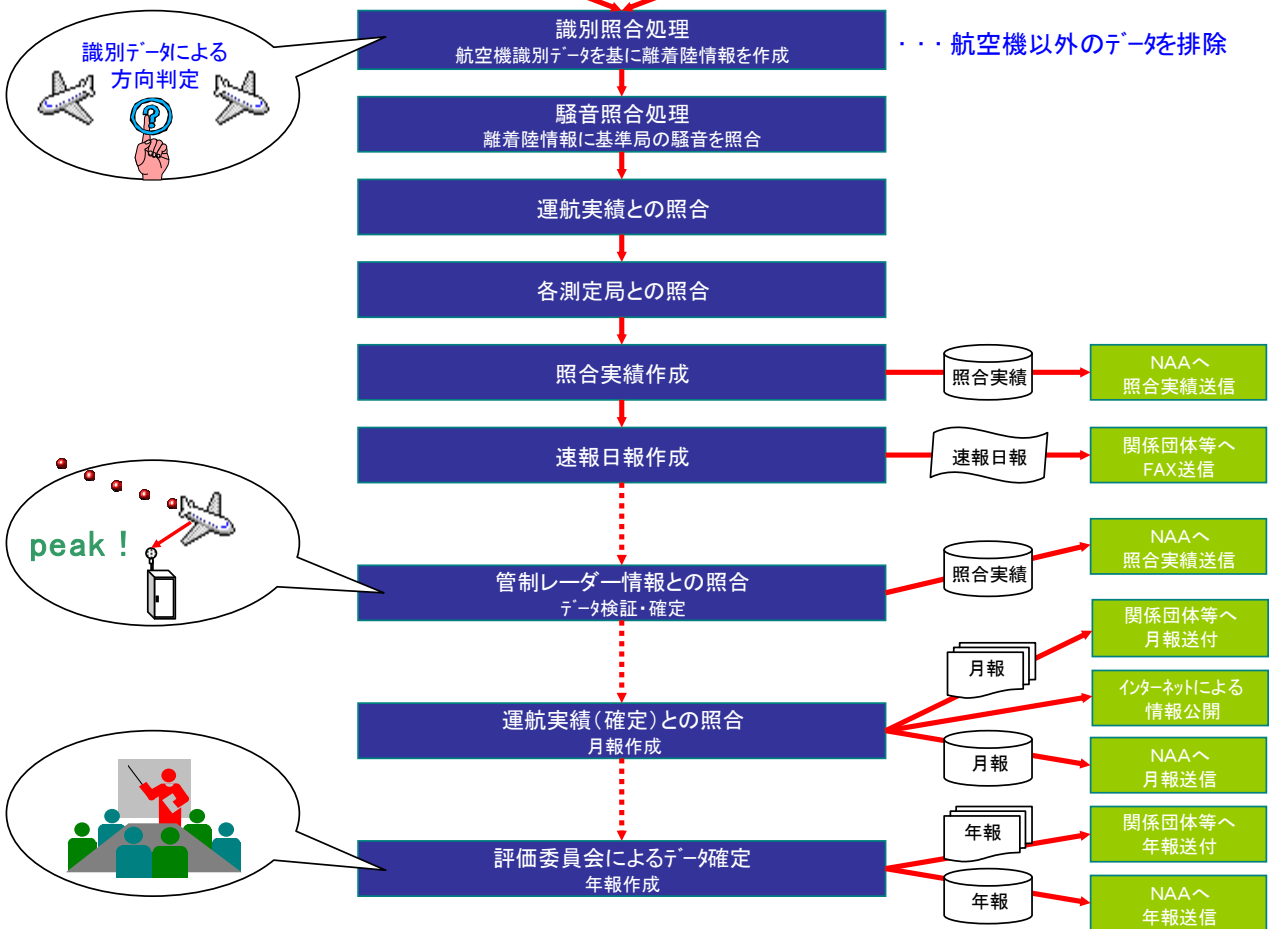 識別照合処理
航空機識別ﾃﾞｰﾀを基に離着陸情報を作成
・・・航空機以外のﾃﾞｰﾀを排除
識別ﾃﾞｰﾀによる
方向判定
?
騒音照合処理
離着陸情報に基準局の騒音を照合
運航実績との照合
各測定局との照合
照合実績作成
照合実績
NAAへ
照合実績送信
速報日報作成
速報日報
関係団体等へ
FAX送信
peak！
管制レーダー情報との照合
ﾃﾞｰﾀ検証・確定
照合実績
NAAへ
照合実績送信
運航実績（確定）との照合
月報作成
月報
関係団体等へ
月報送付
ｲﾝﾀｰﾈｯﾄによる
情報公開
月報
NAAへ
月報送信
評価委員会によるﾃﾞｰﾀ確定
年報作成
年報
関係団体等へ
年報送付
年報
NAAへ
年報送信